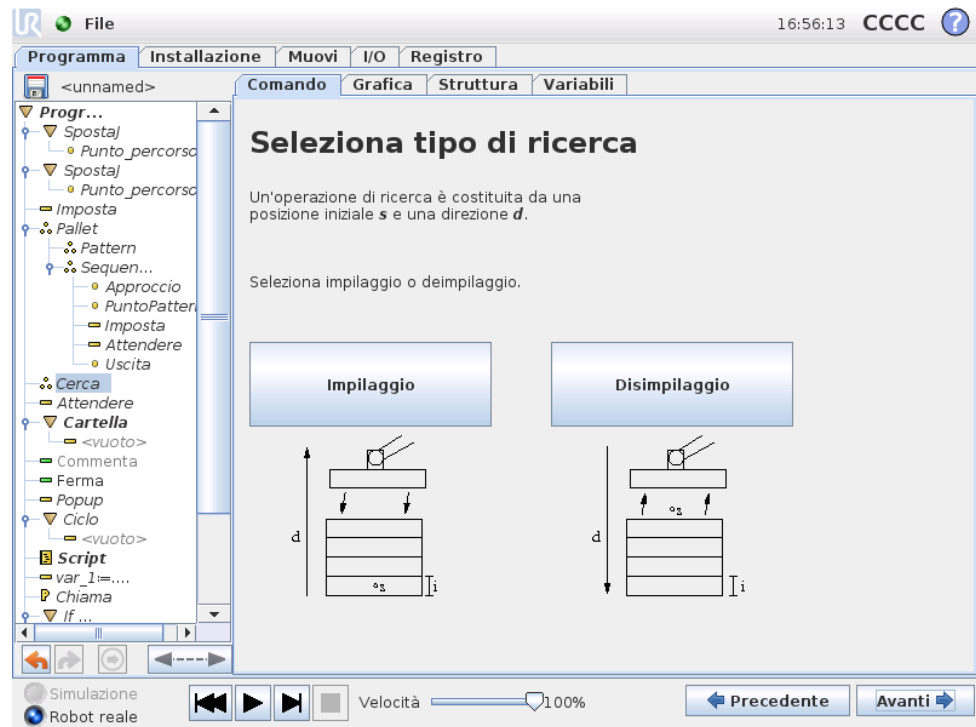 UR File 16:56:13 CCCC ?
Programma Installazione Muovi I/O Registro
<unnamed>
Comando Grafica Struttura Variabili
Progr...
SpostaJ
Punto_percorso
SpostaJ
Punto_percorso
Imposta
Pallet
Pattern
Sequen...
Approccio
PuntoPatter
Imposta
Attendere
Uscita
Cerca
Attendere
Cartella
<vuoto>
Commenta
Ferma
Popup
Ciclo
<vuoto>
Script
var_1:=....
P Chiama
If ...
Seleziona tipo di ricerca
Un'operazione di ricerca è costituita da una
posizione iniziale s e una direzione d.
Seleziona impilaggio o deimpilaggio.
Impilaggio Disimpilaggio
d s i
d s i
Simulazione
Robot reale
Velocità 100%
Precedente Avanti